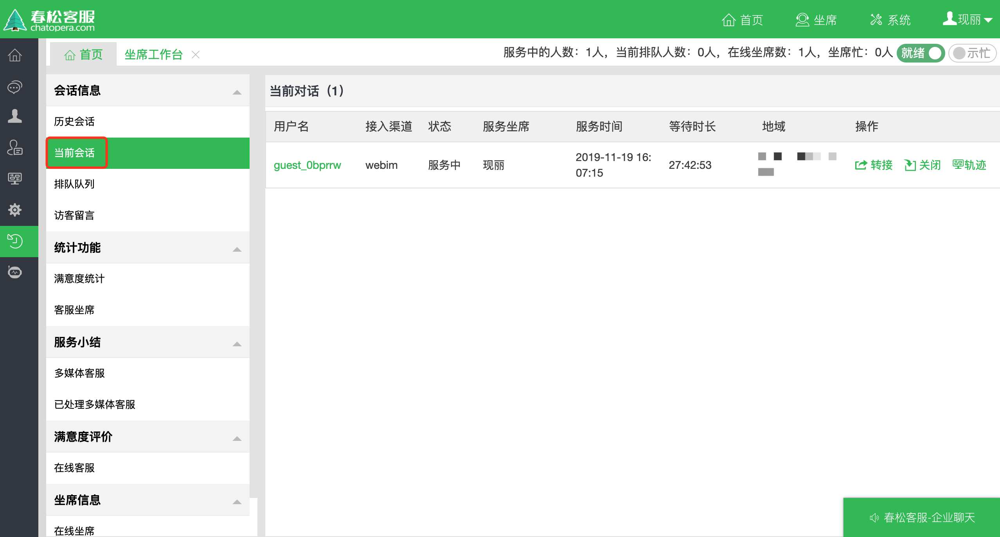 春松客服
chatopera.com
首页
坐席
系统
现丽
首页
坐席工作台
服务中的人数：1人，当前排队人数：0人，在线坐席数：1人，坐席忙：0人
就绪
示忙
会话信息
历史会话
当前会话
排队队列
访客留言
统计功能
满意度统计
客服坐席
服务小结
多媒体客服
已处理多媒体客服
满意度评价
在线客服
坐席信息
在线坐席
当前对话（1）
用户名 接入渠道 状态 服务坐席 服务时间 等待时长 地域 操作
guest_0bprrw webim 服务中 现丽 2019-11-19 16:
07:15 27:42:53 转接 关闭 轨迹
春松客服-企业聊天